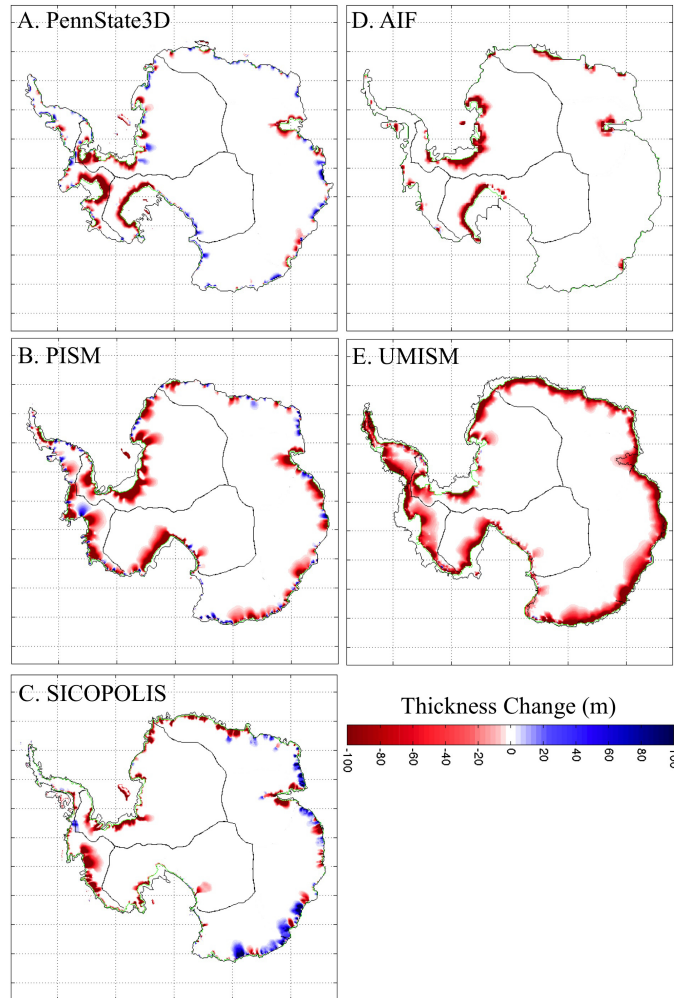 A. PennState3D
D. AIF
B. PISM
E. UMISM
C. SICOPOLIS
Thickness Change (m)
-100 -80 -60 -40 -20 0 20 40 60 80 100